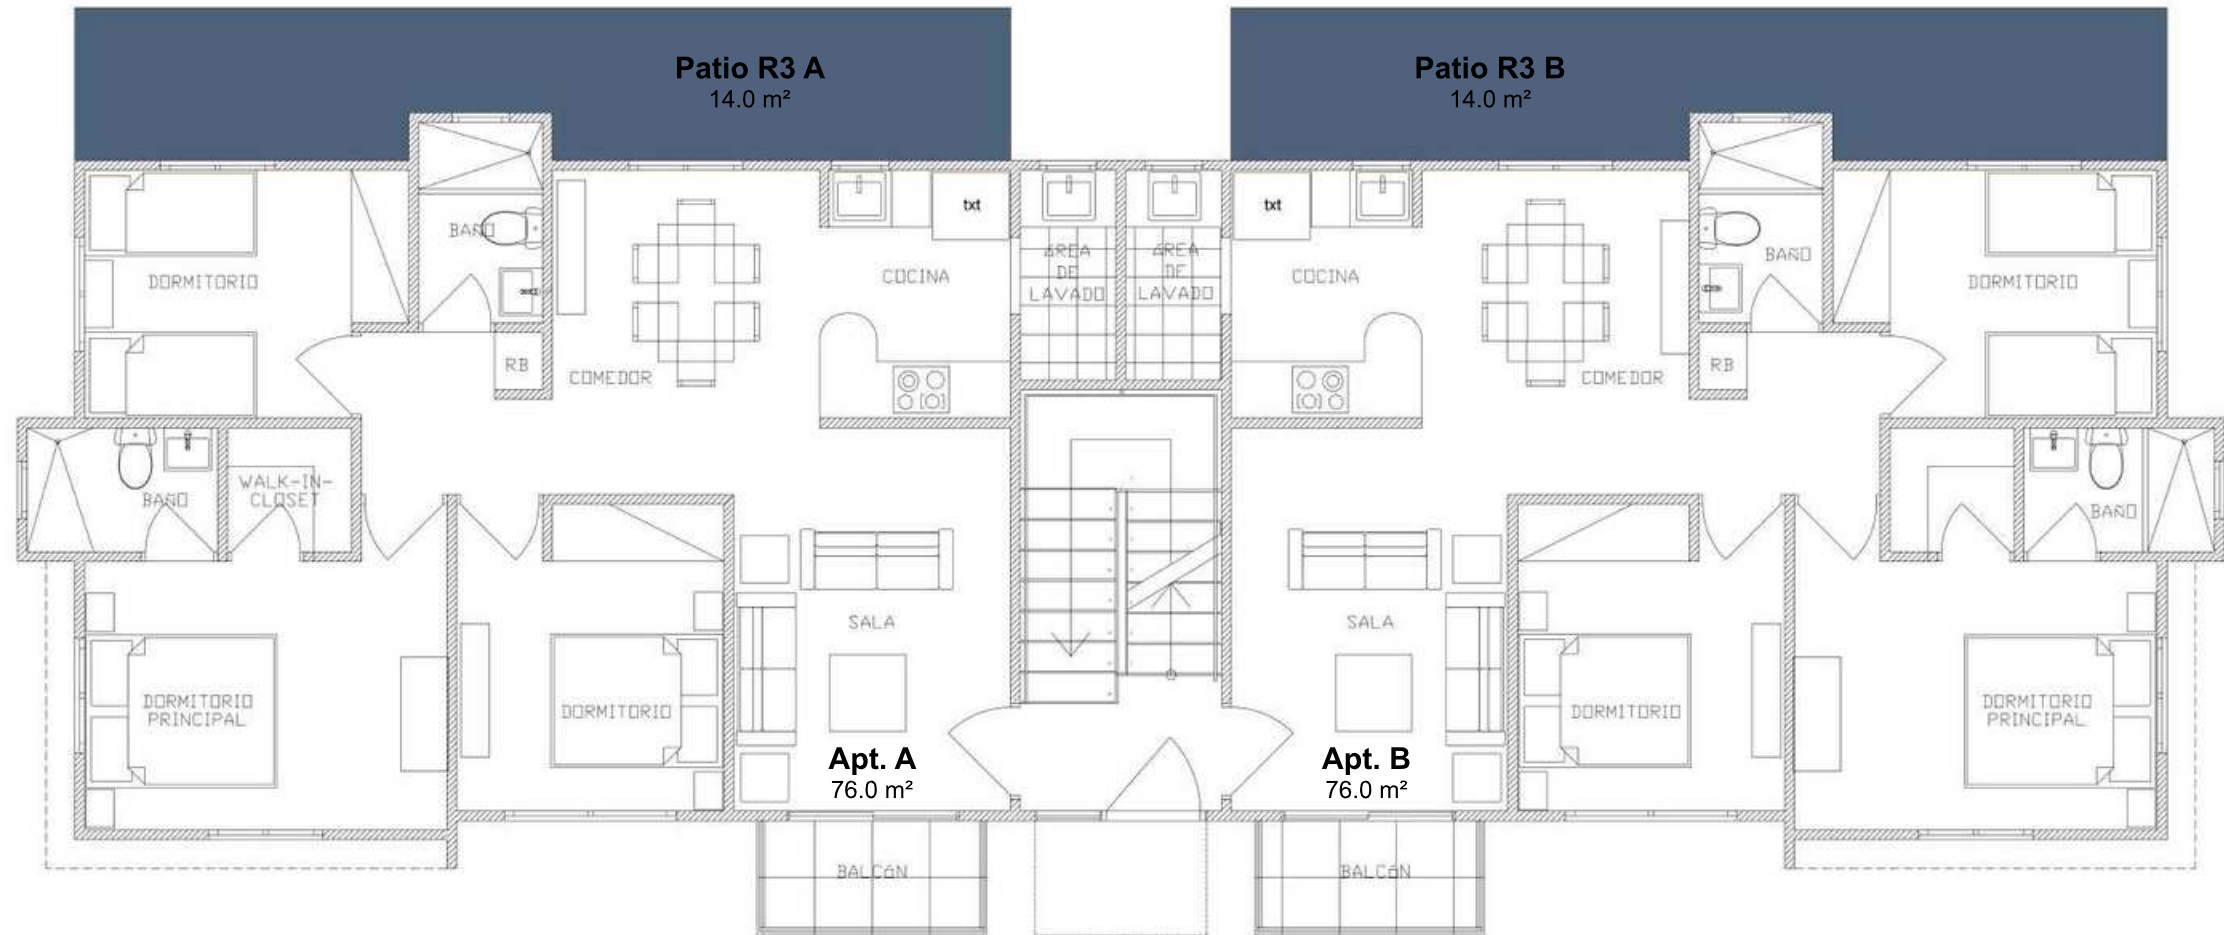 Patio R3 A
14.0 m²
Patio R3 B
14.0 m²
txt
txt
BAÑO
BAÑO
DORMITORIO
COCINA
ÁREA
DE
LAVADO
ÁREA
DE
LAVADO
COCINA
DORMITORIO
RB
COMEDOR
COMEDOR
RB
BAÑO
WALK-IN-
CLOSET
BAÑO
SALA
SALA
DORMITORIO
PRINCIPAL
DORMITORIO
DORMITORIO
DORMITORIO
PRINCIPAL
Apt. A
76.0 m²
Apt. B
76.0 m²
BALCóN
BALCóN